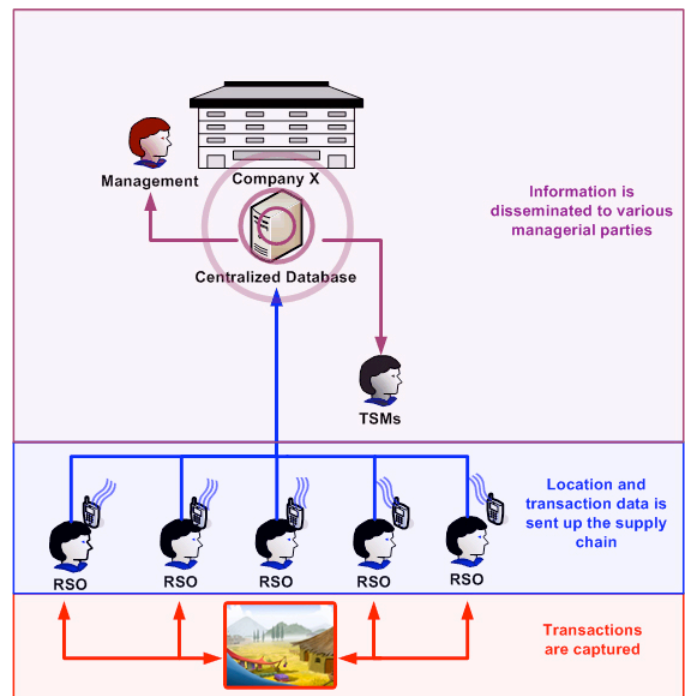 Management
Company X
Information is
disseminated to various
managerial parties
Centralized Database
TSMs
Location and
transaction data is
sent up the supply
chain
RSO
RSO
RSO
RSO
RSO
Transactions
are captured